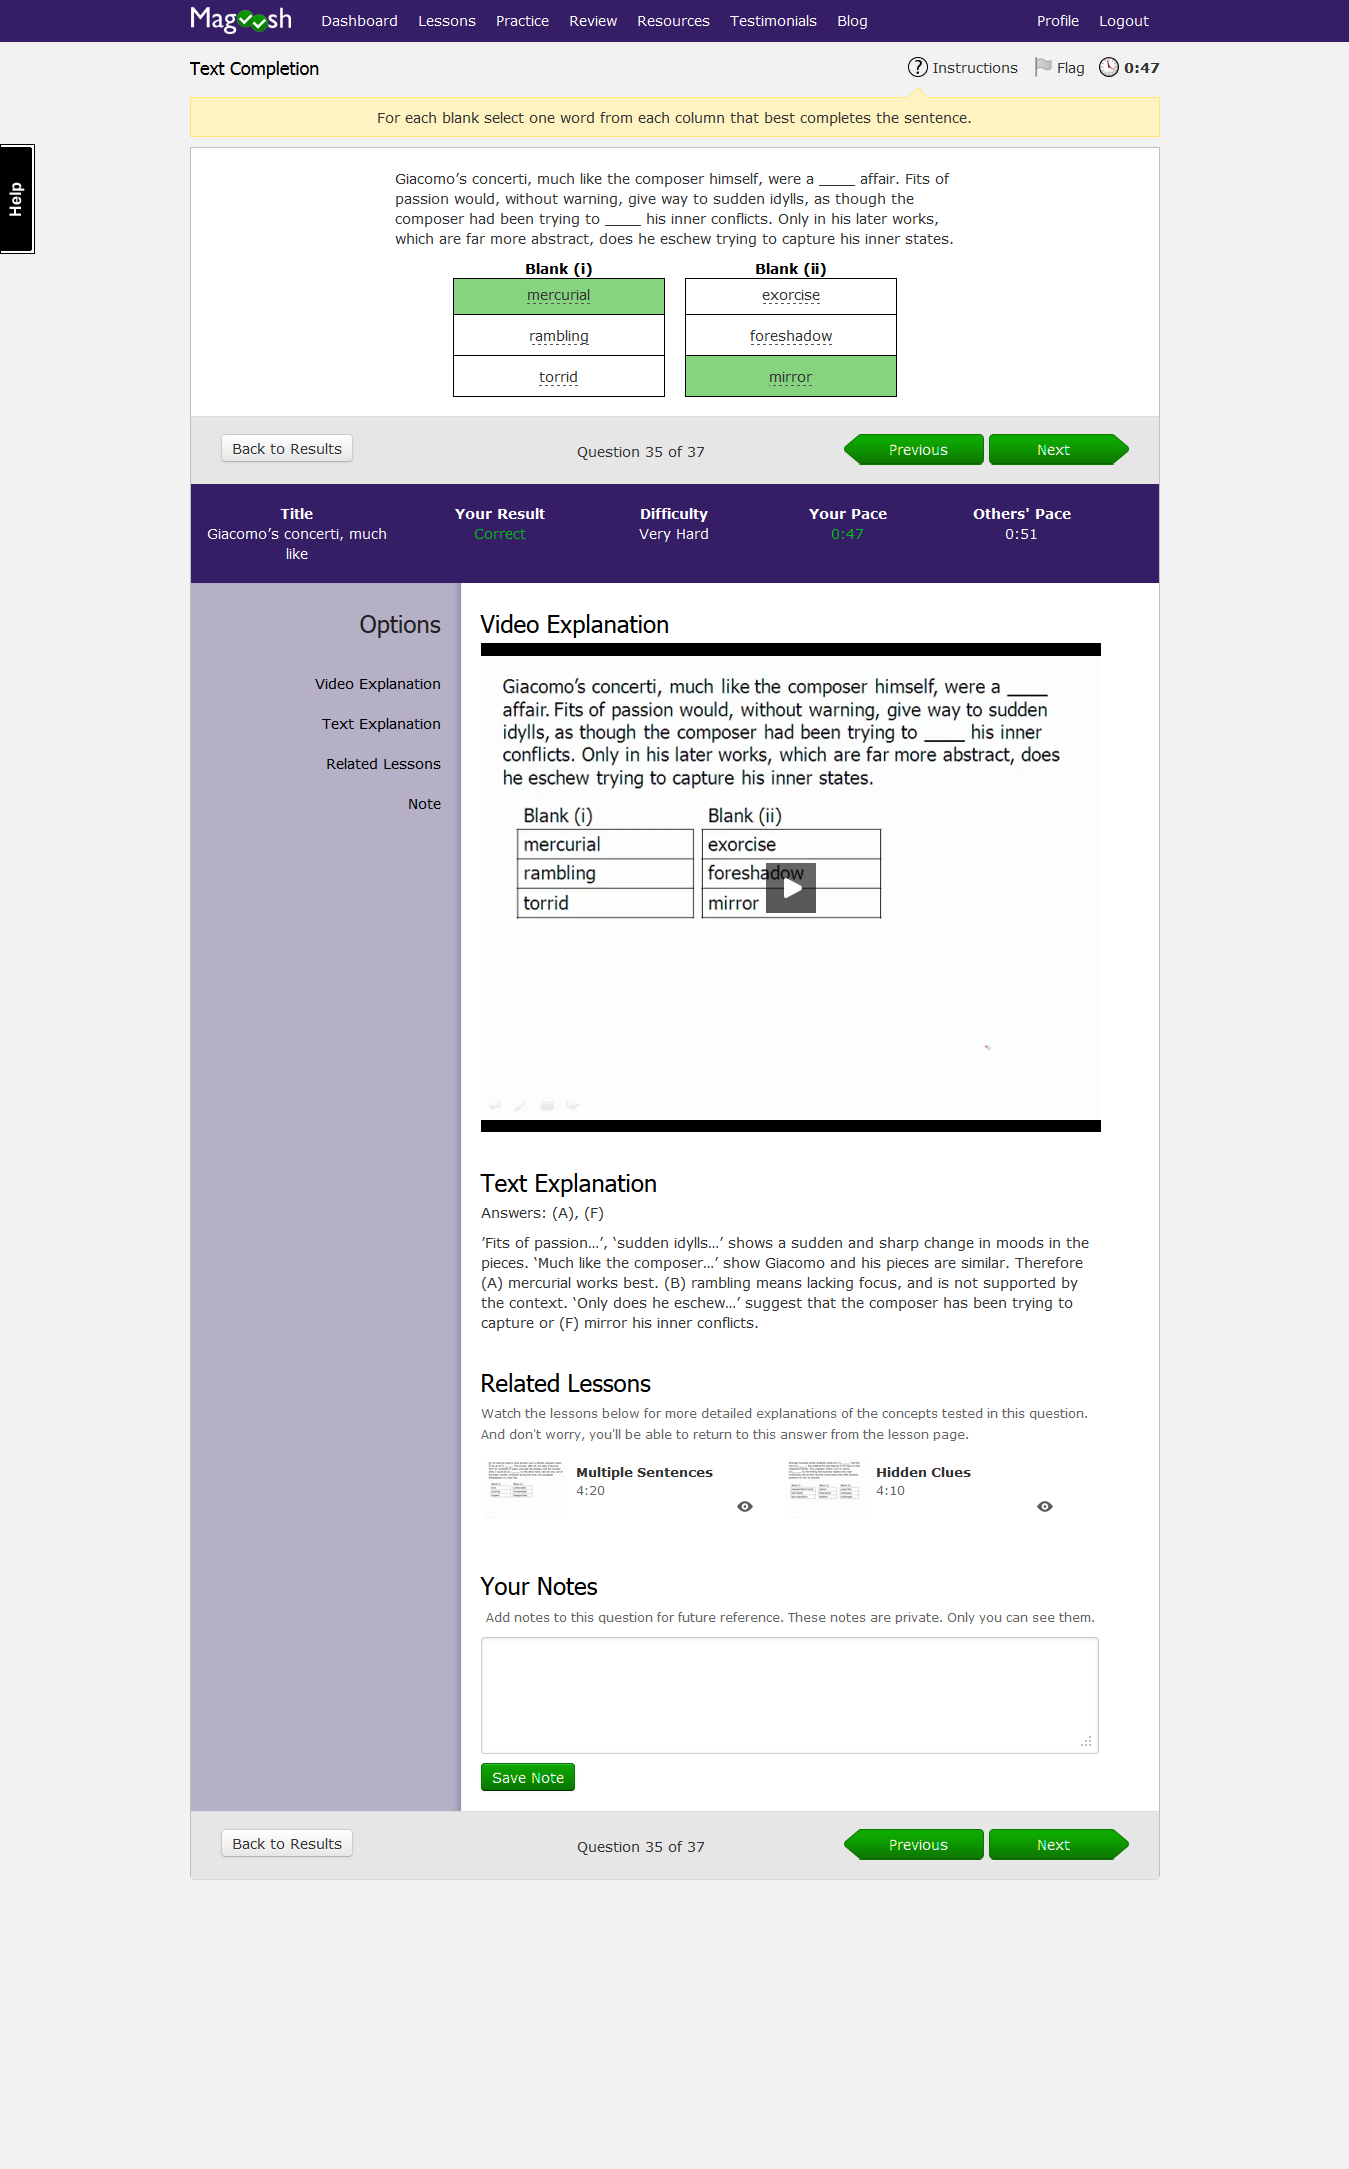 Magoosh Dashboard Lessons Practice Review Resources Testimonials Blog Profile Logout
Text Completion Instructions Flag 0:47
For each blank select one word from each column that best completes the sentence.
Help
Giacomo’s concerti, much like the composer himself, were a ____ affair. Fits of
passion would, without warning, give way to sudden idylls, as though the
composer had been trying to ____ his inner conflicts. Only in his later works,
which are far more abstract, does he eschew trying to capture his inner states.
Blank (i) Blank (ii)
mercurial exorcise
rambling foreshadow
torrid mirror
Back to Results Question 35 of 37 Previous Next
Title Your Result Difficulty Your Pace Others' Pace
Giacomo’s concerti, much Correct Very Hard 0:47 0:51
like
Options
Video Explanation
Text Explanation
Related Lessons
Note
Video Explanation
Giacomo’s concerti, much like the composer himself, were a ____
affair. Fits of passion would, without warning, give way to sudden
idylls, as though the composer had been trying to ____ his inner
conflicts. Only in his later works, which are far more abstract, does
he eschew trying to capture his inner states.
Blank (i) Blank (ii)
mercurial exorcise
rambling foreshadow
torrid mirror
Text Explanation
Answers: (A), (F)
’Fits of passion…’, ‘sudden idylls…’ shows a sudden and sharp change in moods in the
pieces. ‘Much like the composer…’ show Giacomo and his pieces are similar. Therefore
(A) mercurial works best. (B) rambling means lacking focus, and is not supported by
the context. ‘Only does he eschew…’ suggest that the composer has been trying to
capture or (F) mirror his inner conflicts.
Related Lessons
Watch the lessons below for more detailed explanations of the concepts tested in this question.
And don't worry, you'll be able to return to this answer from the lesson page.
Multiple Sentences Hidden Clues
4:20 4:10
Your Notes
Add notes to this question for future reference. These notes are private. Only you can see them.
Save Note
Back to Results Question 35 of 37 Previous Next